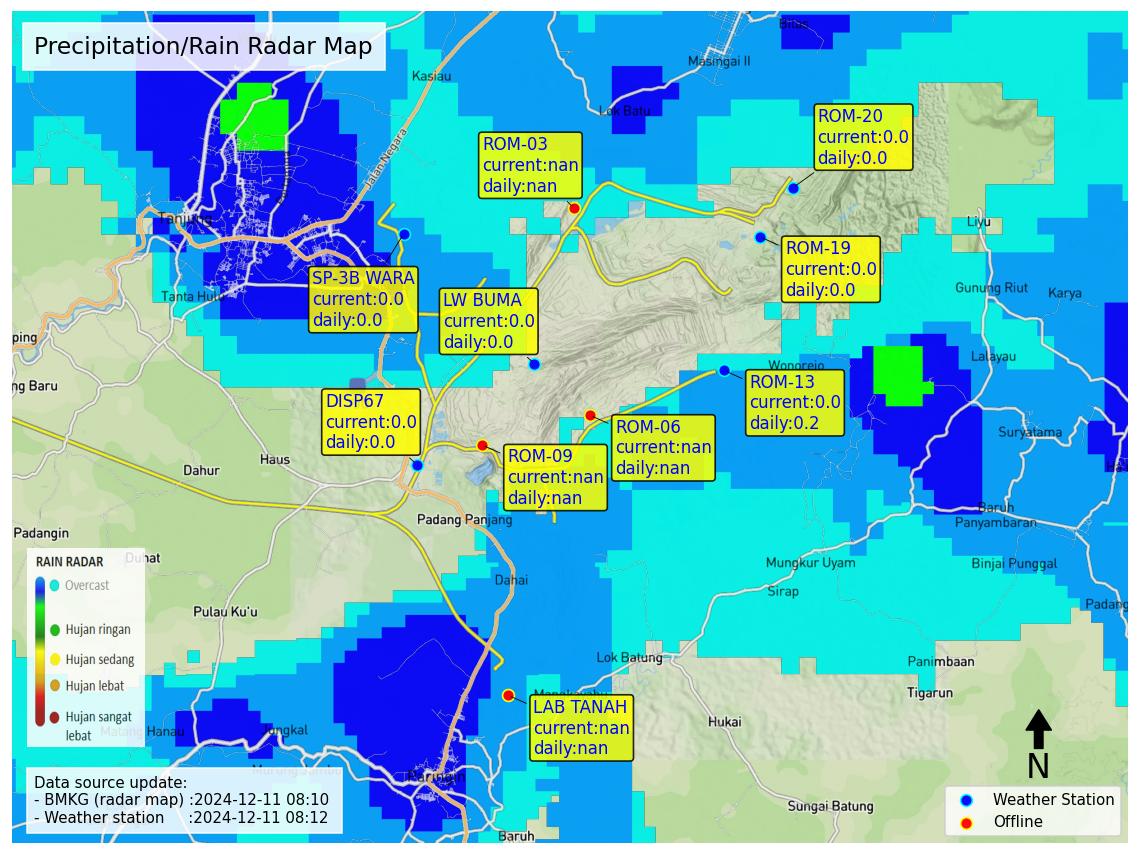 Precipitation/Rain Radar Map
Bilas
Masingai II
Kasiau
Lok Batu
Jalan Negara
ROM-20
current:0.0
daily:0.0
ROM-03
current:nan
daily:nan
Tanjung
Liyu
ROM-19
current:0.0
daily:0.0
SP-3B WARA
current:0.0
daily:0.0
LW BUMA
current:0.0
daily:0.0
Tanta Hulu
Gunung Riut
Karya
ping
Lalayau
Wonorejo
ng Baru
ROM-13
current:0.0
daily:0.2
DISP67
current:0.0
daily:0.0
ROM-06
current:nan
daily:nan
Suryatama
ROM-09
current:nan
daily:nan
Haus
Dahur
Padang Panjang
Baruh
Panyambaran
Padangin
Mungkur Uyam
Binjai Punggal
Dahai
Sirap
Padang
Pulau Ku'u
RAIN RADAR
Overcast
Hujan ringan
Hujan sedang
Hujan lebat
Hujan sangat
lebat
Lok Batung
Panimbaan
Tigarun
LAB TANAH
current:nan
daily:nan
Hukai
Jungkal
Paringin
Sungai Batung
Baruh
N
Weather Station
Offline
Data source update:
- BMKG (radar map) :2024-12-11 08:10
- Weather station :2024-12-11 08:12